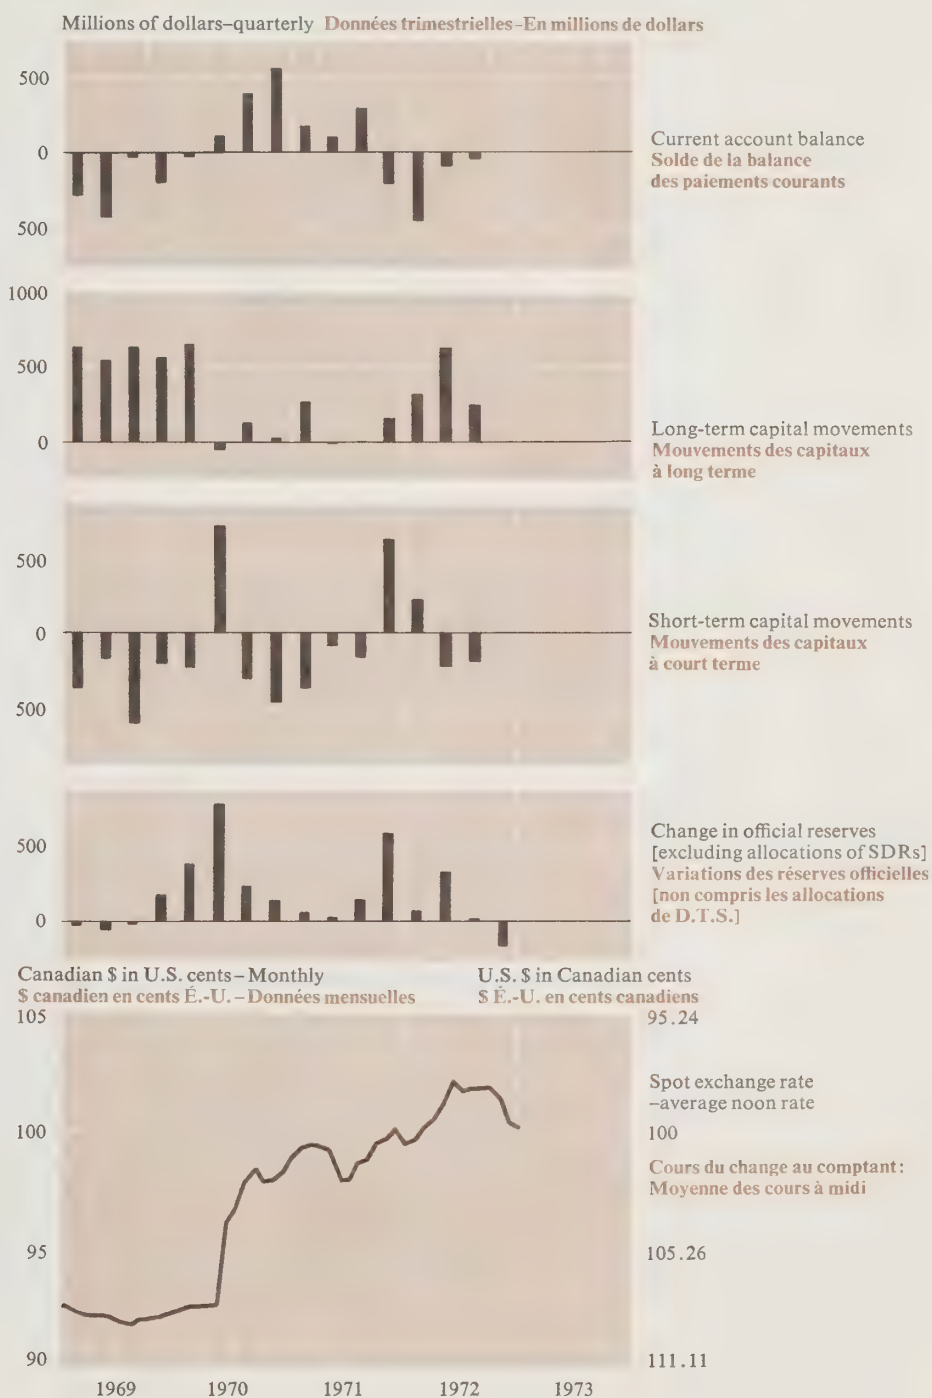 Millions of dollars–quarterly Données trimestrielles–En millions de dollars
500
0
500
Current account balance
Solde de la balance
des paiements courants
1000
500
0
Long-term capital movements
Mouvements des capitaux
à long terme
500
0
500
Short-term capital movements
Mouvements des capitaux
à court terme
500
0
Change in official reserves
[excluding allocations of SDRs]
Variations des réserves officielles
[non compris les allocations
de D.T.S.]
Canadian $ in U.S. cents – Monthly
$ canadien en cents É.-U. – Données mensuelles
U.S. $ in Canadian cents
$ É.-U. en cents canadiens
105
95.24
Spot exchange rate
–average noon rate
100
100
Cours du change au comptant:
Moyenne des cours à midi
95
105.26
90
111.11
1969 1970 1971 1972 1973